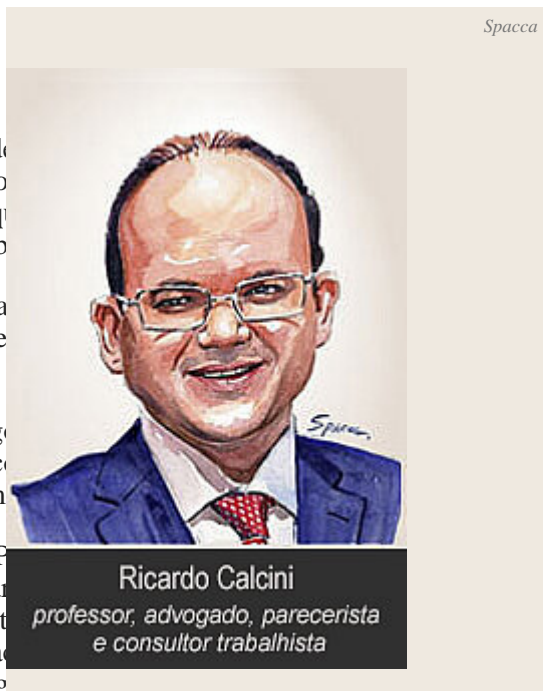 Spacca
Spacca
Ricardo Calcini
professor, advogado, parecerista
e consultor trabalhista